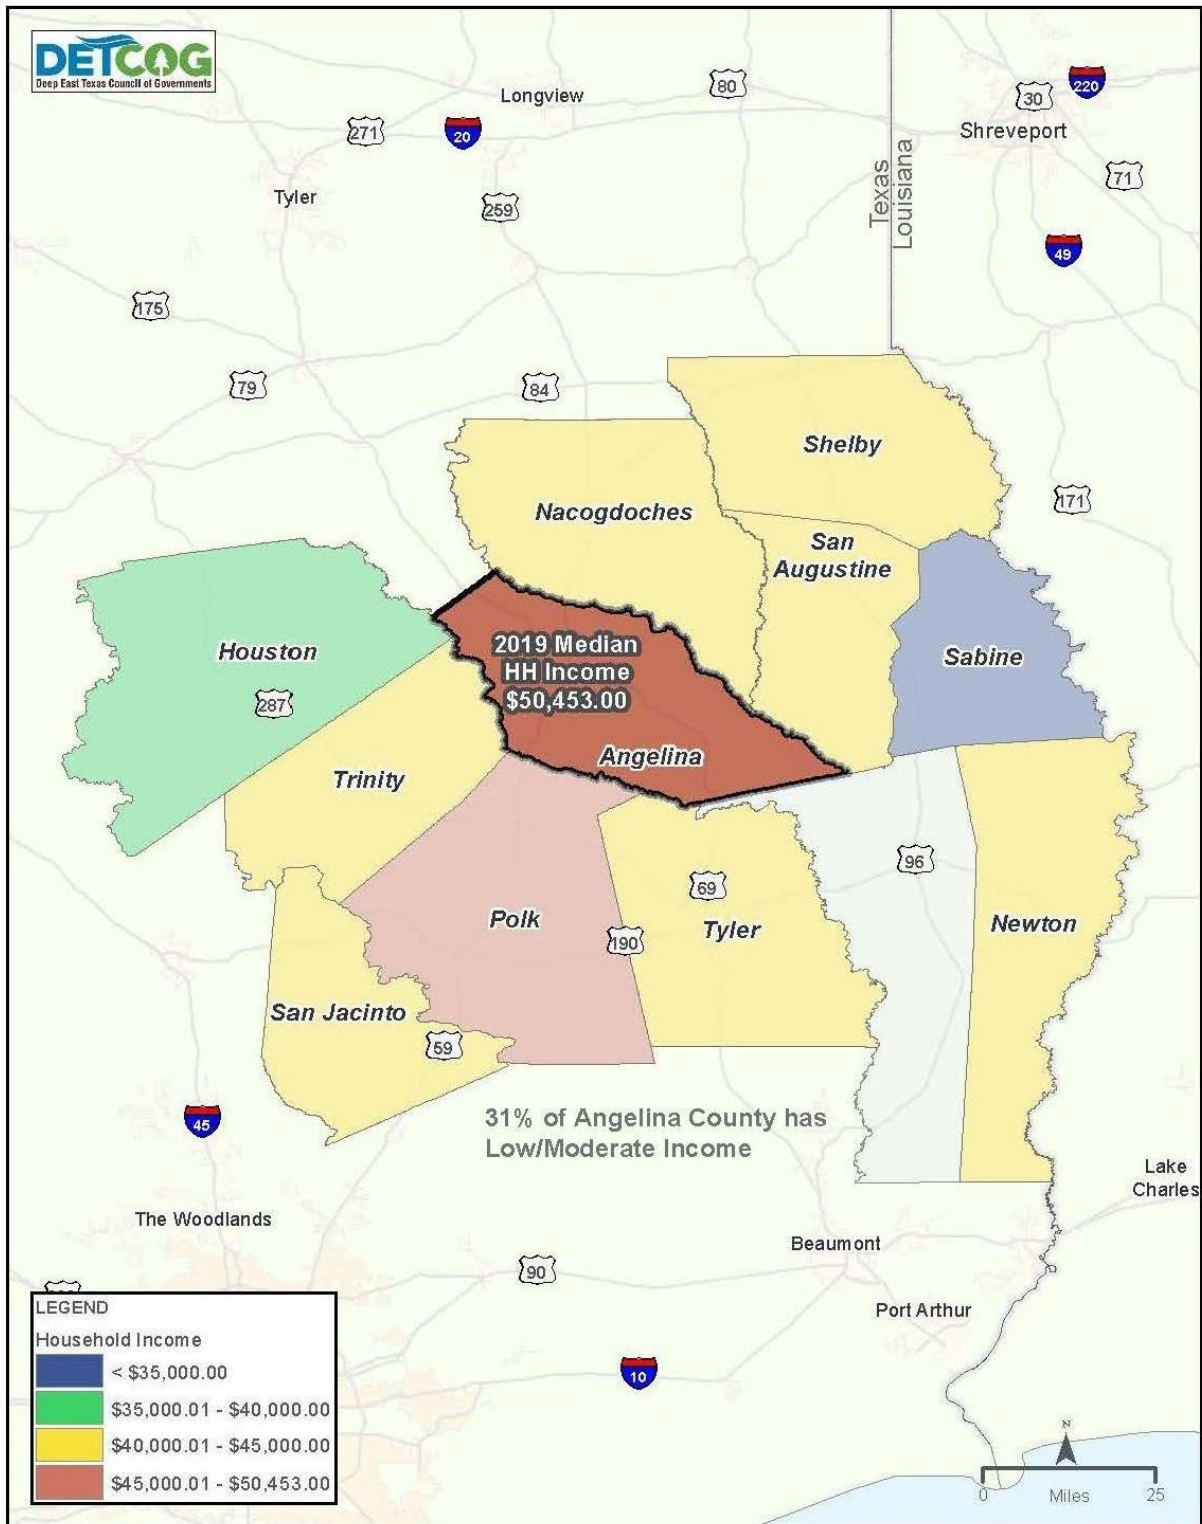 DETCOG
Deep East Texas Council of Governments
Longview
80
220
30
Shreveport
271
20
71
Tyler
259
Texas
Louisiana
49
175
79
84
Shelby
171
Nacogdoches
San
Augustine
2019 Median
HH Income
$50,453.00
Houston
Sabine
287
Angelina
Trinity
96
69
Polk
190
Tyler
Newton
San Jacinto
59
31% of Angelina County has
Low/Moderate Income
45
Lake
Charles
The Woodlands
Beaumont
90
Port Arthur
10
LEGEND
Household Income
< $35,000.00
$35,000.01 - $40,000.00
$40,000.01 - $45,000.00
$45,000.01 - $50,453.00
N
0
Miles
25